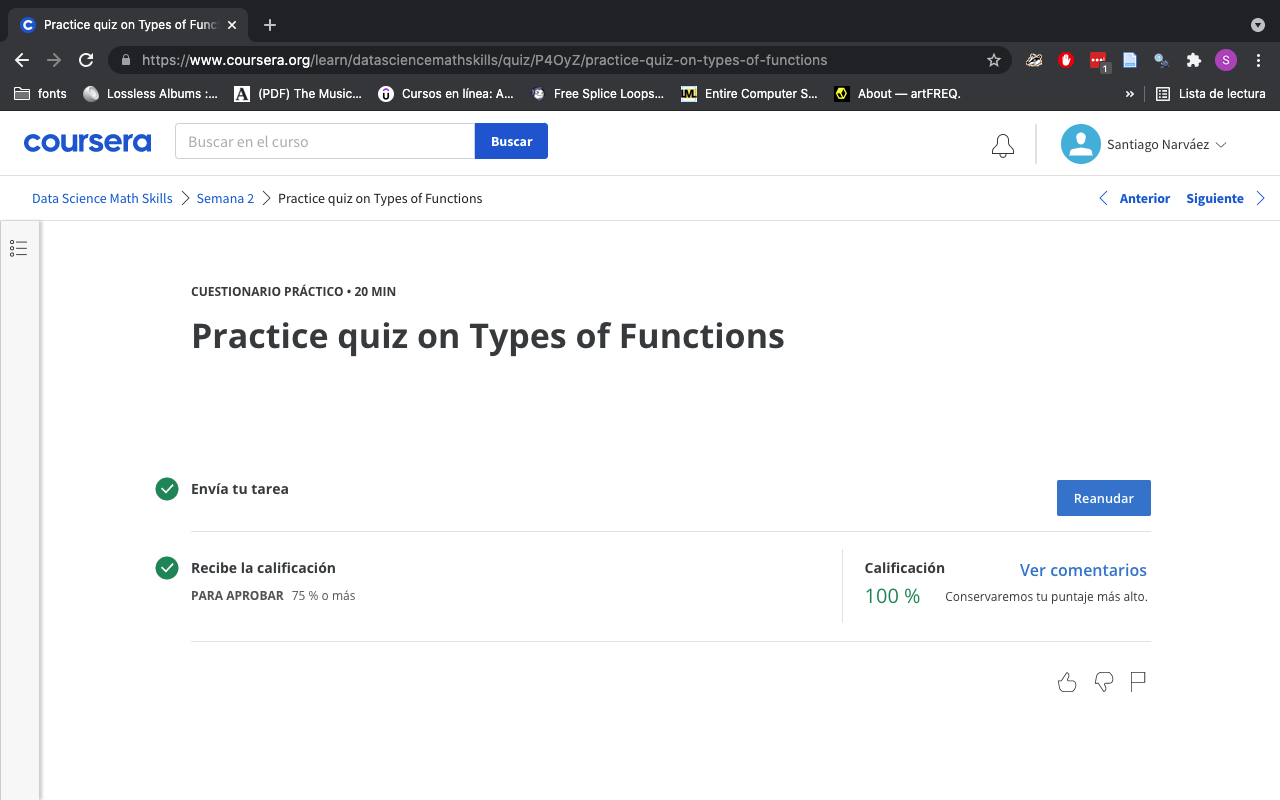 Practice quiz on Types of Func
https://www.coursera.org/learn/datasciencemathskills/quiz/P4OyZ/practice-quiz-on-types-of-functions
1
S
fonts
Lossless Albums :...
(PDF) The Music...
Cursos en línea: A...
Free Splice Loops...
Entire Computer S...
About — artFREQ.
»
Lista de lectura
coursera
Buscar en el curso
Buscar
Santiago Narváez
Data Science Math Skills
Semana 2
Practice quiz on Types of Functions
Anterior
Siguiente
CUESTIONARIO PRÁCTICO • 20 MIN
Practice quiz on Types of Functions
Envía tu tarea
Reanudar
Recibe la calificación
PARA APROBAR 75 % o más
Calificación
100 %
Ver comentarios
Conservaremos tu puntaje más alto.